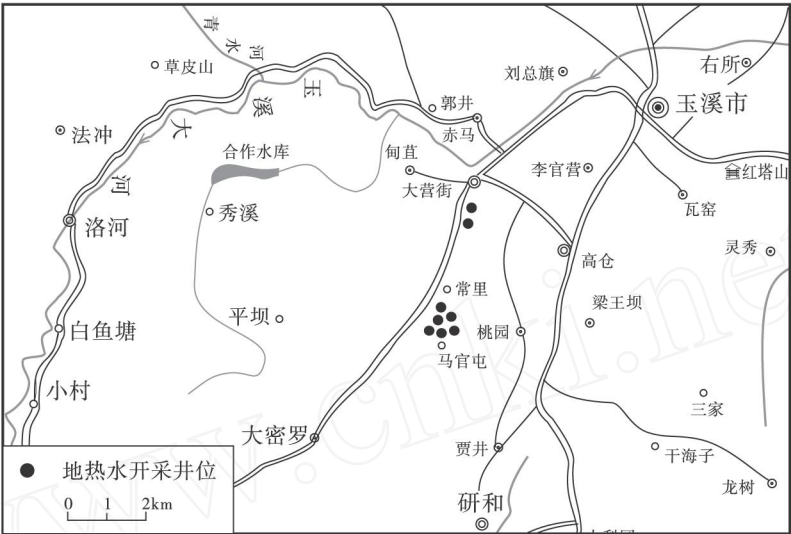 青水河
草皮山
刘总旗
右所
玉溪大河
郭井
玉溪市
法冲
赤马
合作水库
甸苴
李官营
红塔山
大营街
瓦窑
洛河
秀溪
灵秀
高仓
常里
平坝
梁王坝
白鱼塘
桃园
马官屯
小村
三家
大密罗
贾井
干海子
地热水开采井位
龙树
0 1 2km
研和
www.cnki.net